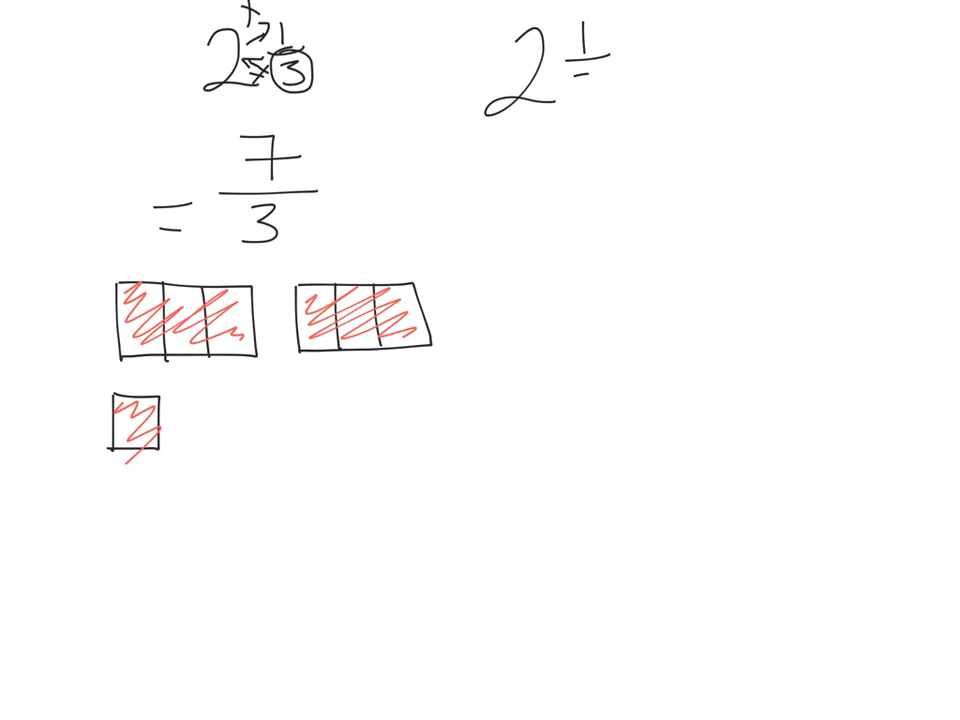 2 1/3 2 1/
= 7/3